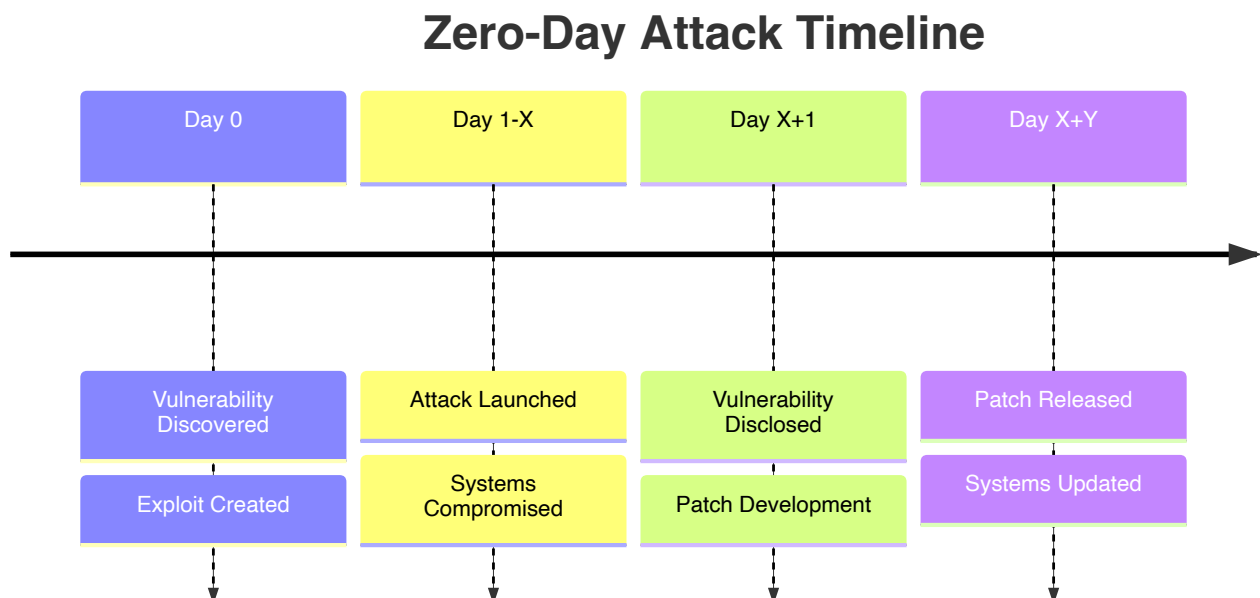 Zero-Day Attack Timeline
Day 0
Day 1-X
Day X+1
Day X+Y
Vulnerability
Discovered
Exploit Created
Attack Launched
Systems
Compromised
Vulnerability
Disclosed
Patch Development
Patch Released
Systems Updated